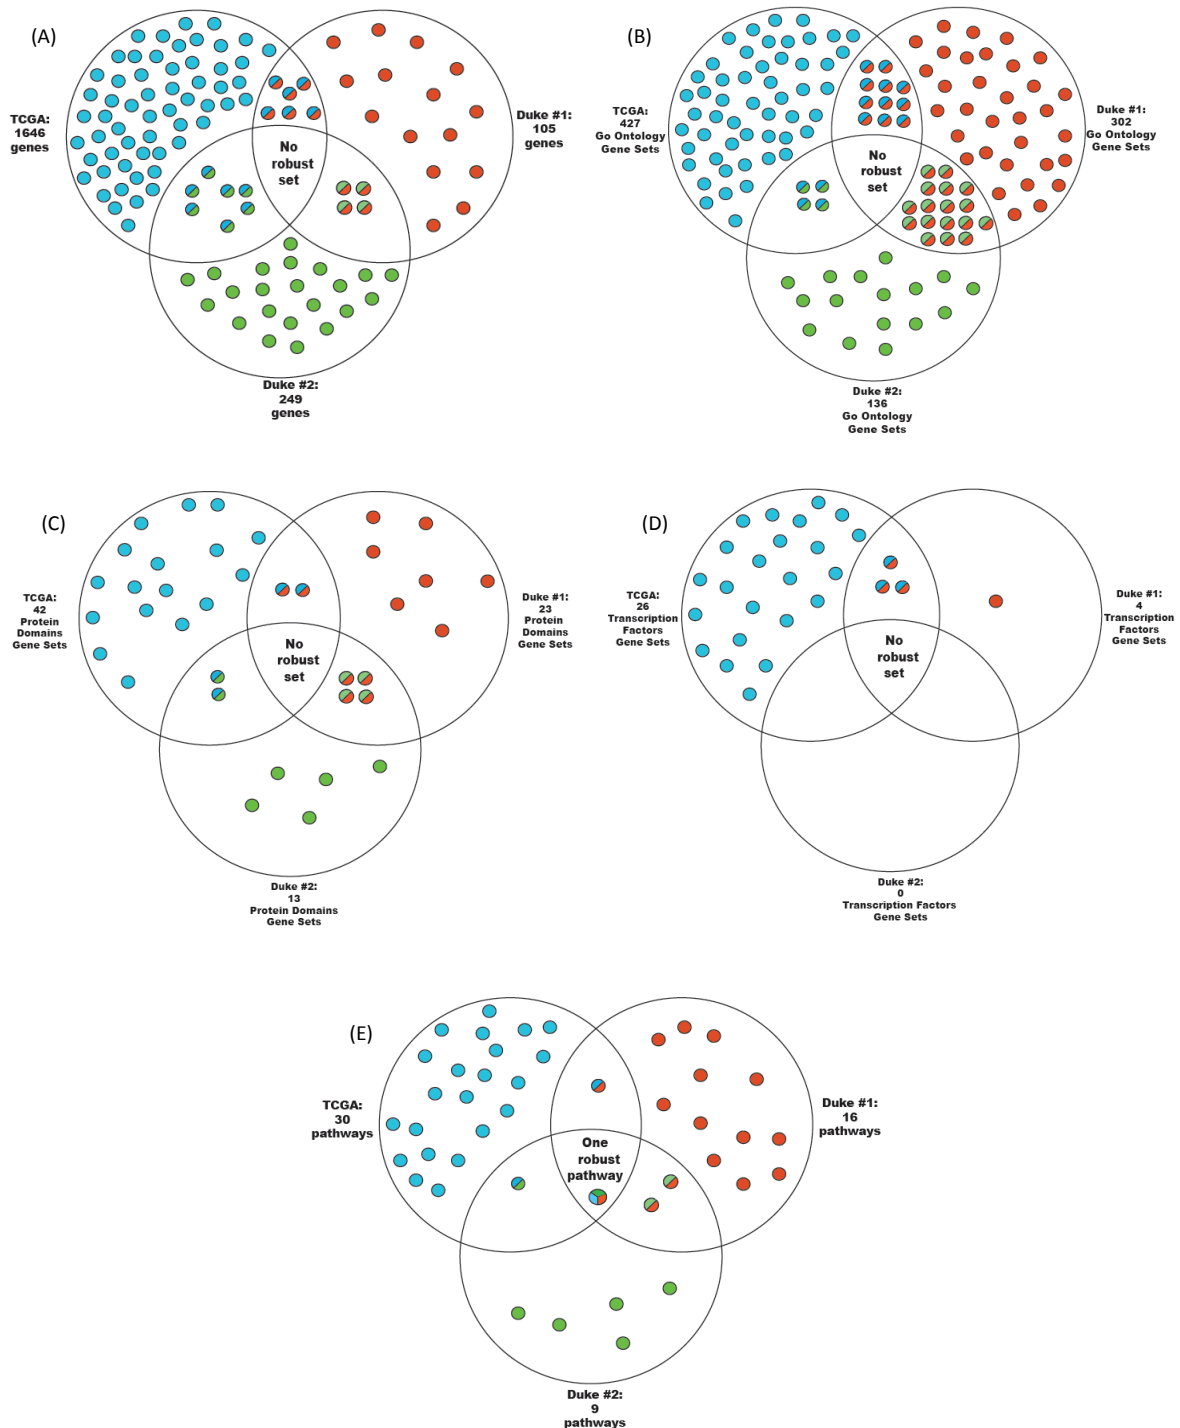 (A)
TCGA:
1646
genes
Duke #1:
105
genes
No
robust
set
Duke #2:
249
genes
(B)
TCGA:
427
Go Ontology
Gene Sets
Duke #1:
302
Go Ontology
Gene Sets
No
robust
set
Duke #2:
136
Go Ontology
Gene Sets
(C)
TCGA:
42
Protein
Domains
Gene Sets
Duke #1:
23
Protein
Domains
Gene Sets
No
robust
set
Duke #2:
13
Protein Domains
Gene Sets
(D)
TCGA:
26
Transcription
Factors
Gene Sets
Duke #1:
4
Transcription
Factors
Gene Sets
No
robust
set
Duke #2:
0
Transcription Factors
Gene Sets
(E)
TCGA:
30
pathways
Duke #1:
16
pathways
One
robust
pathway
Duke #2:
9
pathways